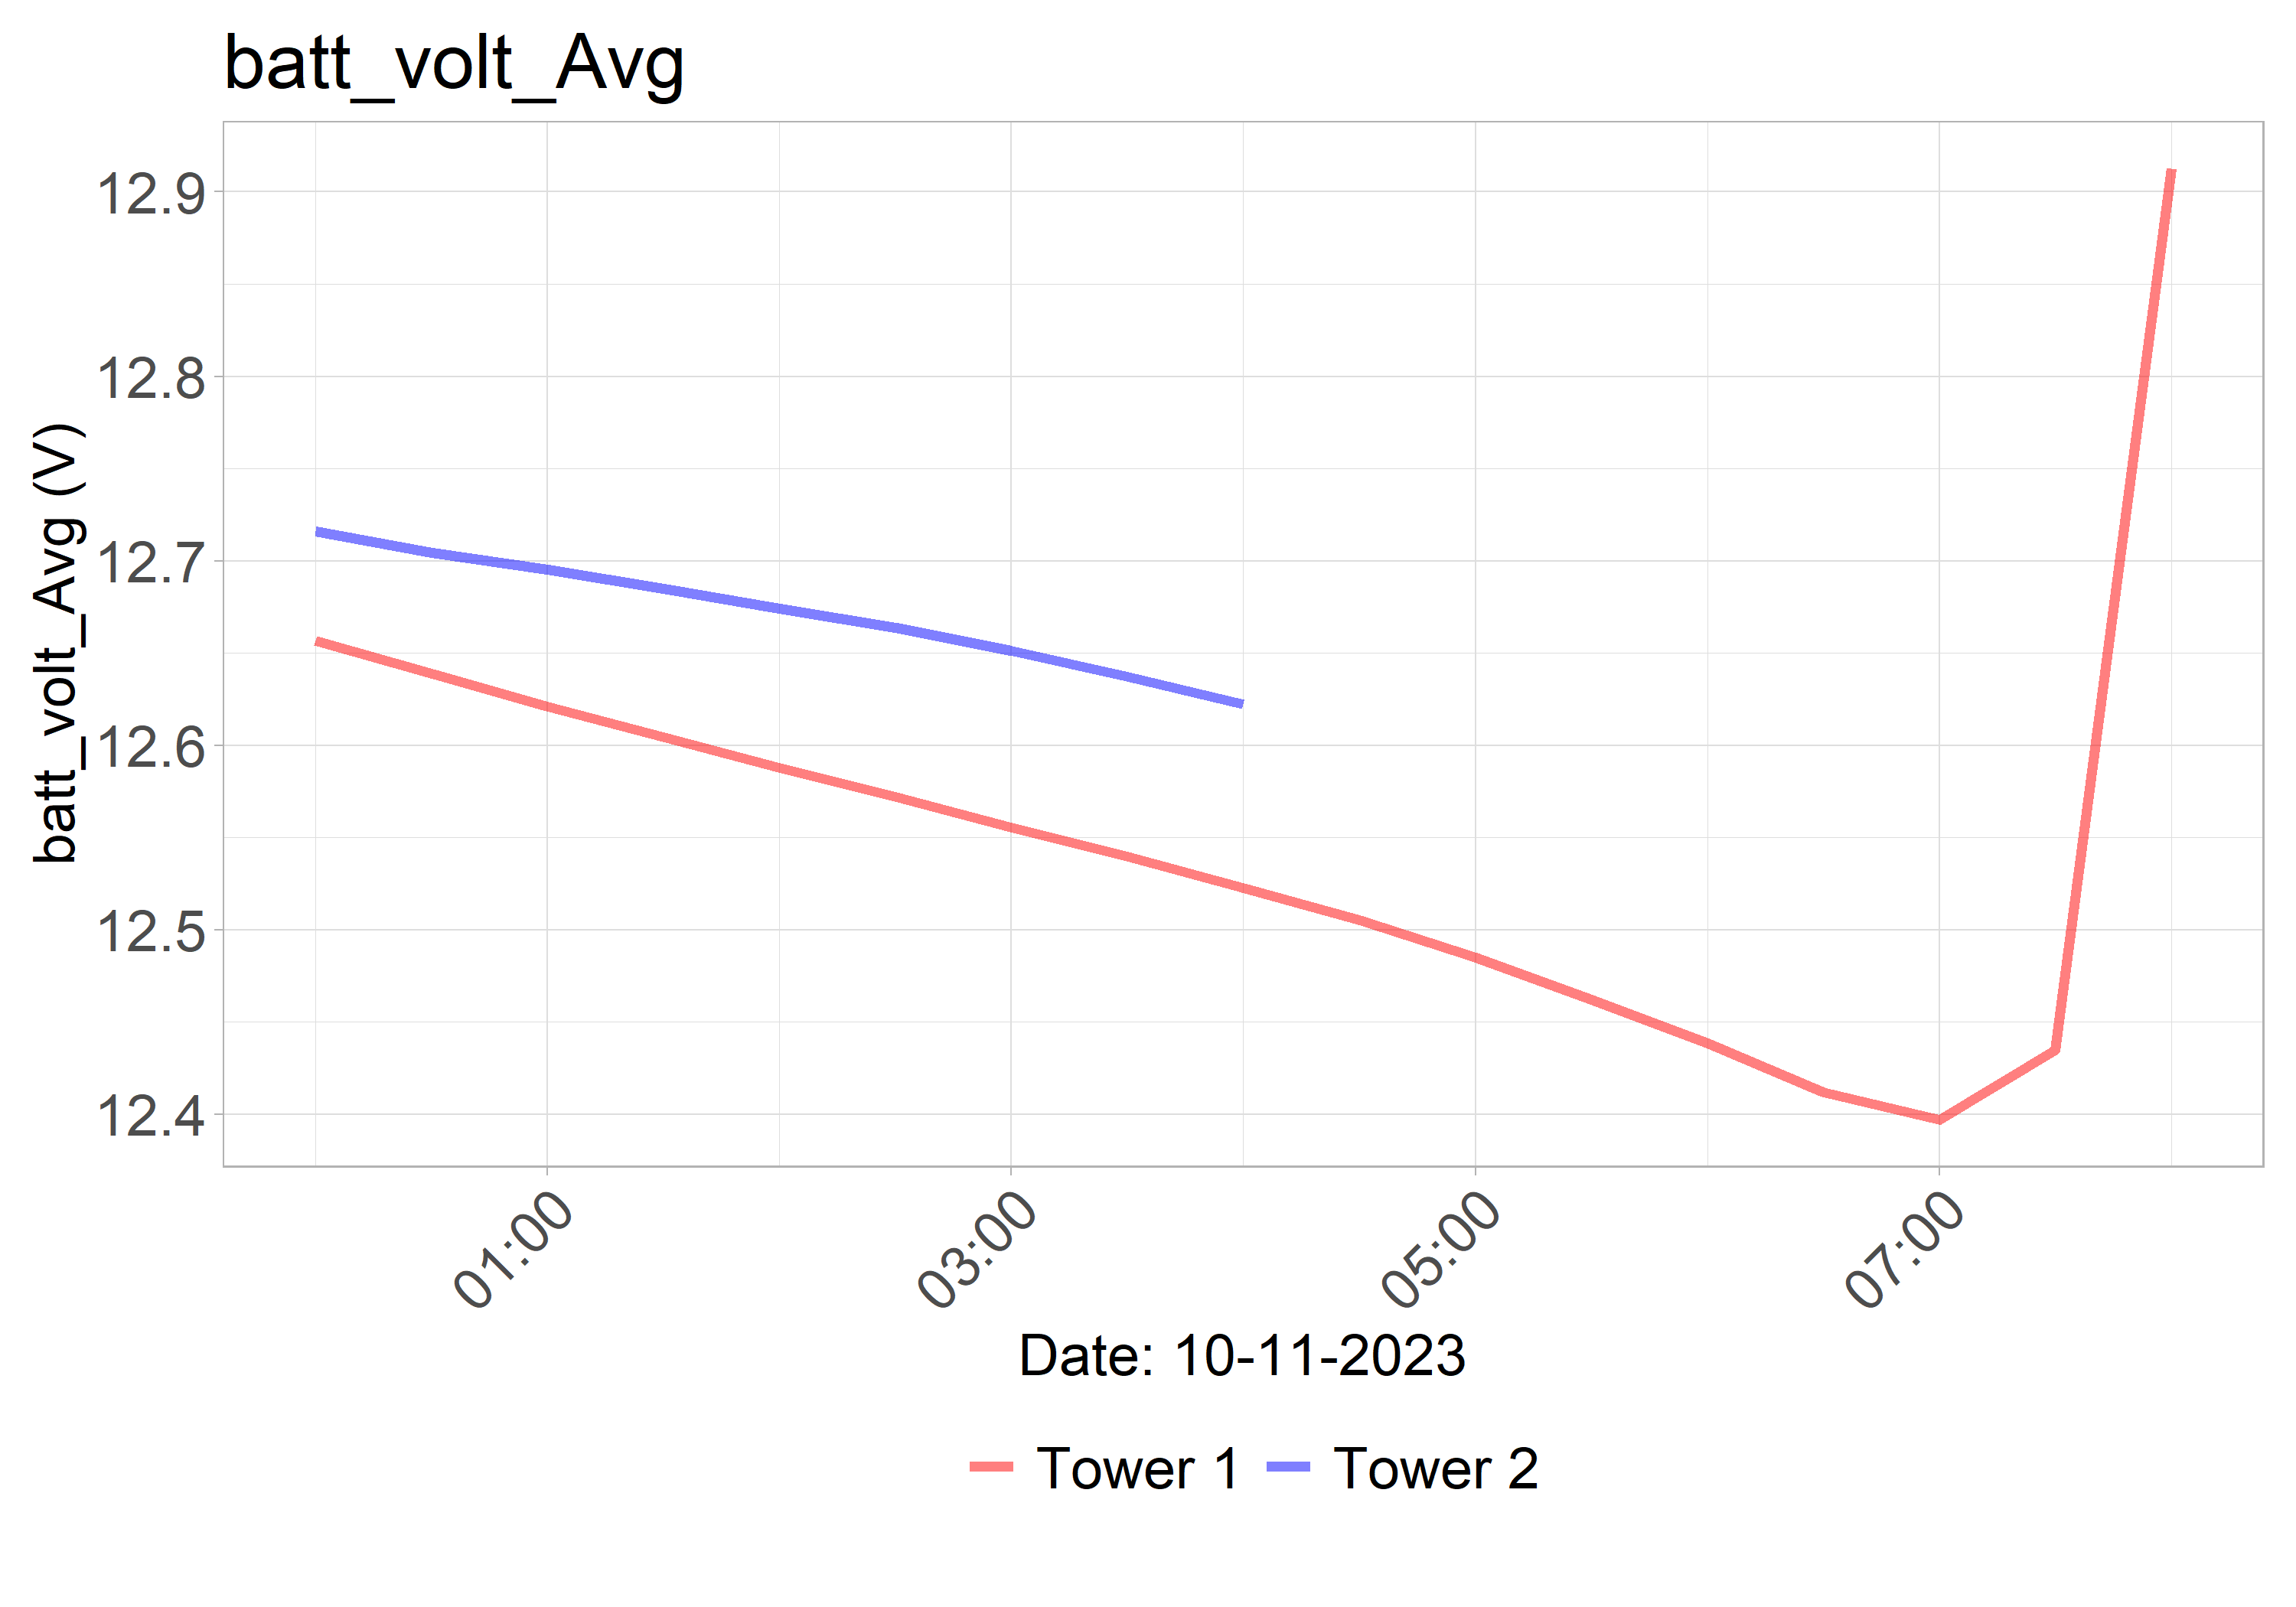 batt_volt_Avg
batt_volt_Avg (V)
12.9
12.8
12.7
12.6
12.5
12.4
01:00 03:00 05:00 07:00
Date: 10-11-2023
Tower 1 Tower 2